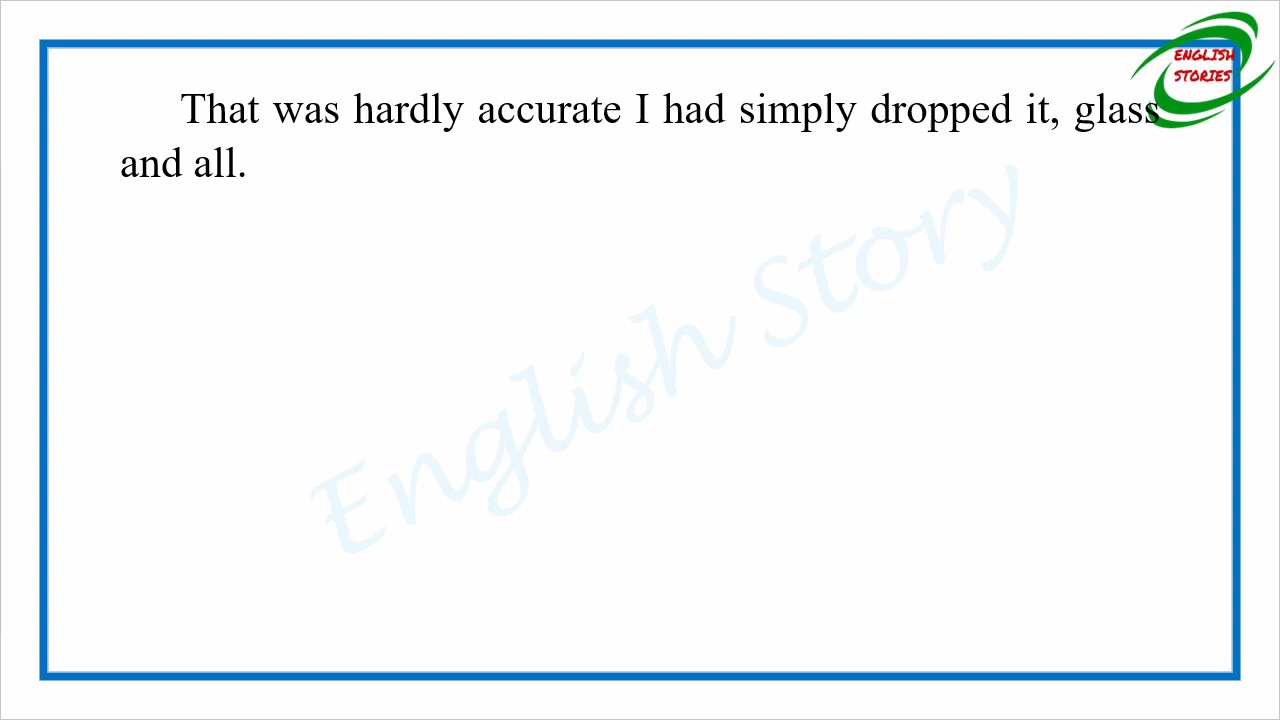 ENGLISH
STORIES
That was hardly accurate I had simply dropped it, glass
and all.
English Story